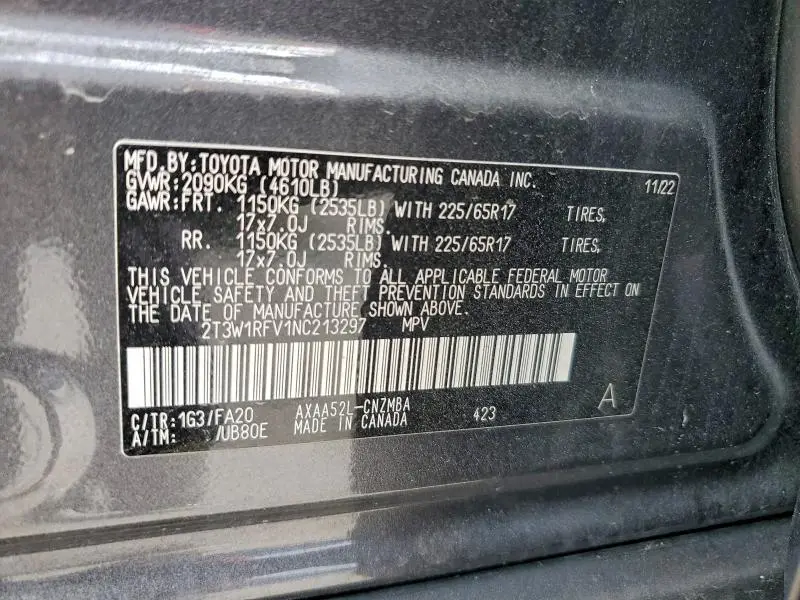 MFD.BY:TOYOTA MOTOR MANUFACTURING CANADA INC. 11/22
GVWR:2090KG (4610LB)
GAWR:FRT. 1150KG (2535LB) WITH 225/65R17 TIRES,
17x7.0J RIMS.
RR. 1150KG (2535LB) WITH 225/65R17 TIRES,
17x7.0J RIMS.
THIS VEHICLE CONFORMS TO ALL APPLICABLE FEDERAL MOTOR
VEHICLE SAFETY AND THEFT PREVENTION STANDARDS IN EFFECT ON
THE DATE OF MANUFACTURE SHOWN ABOVE.
2T3W1RFV1NC213297 MPV
C/TR:1G3/FA20 AXAA52L-CNZMBA 423 A
A/TM: /UB80E MADE IN CANADA